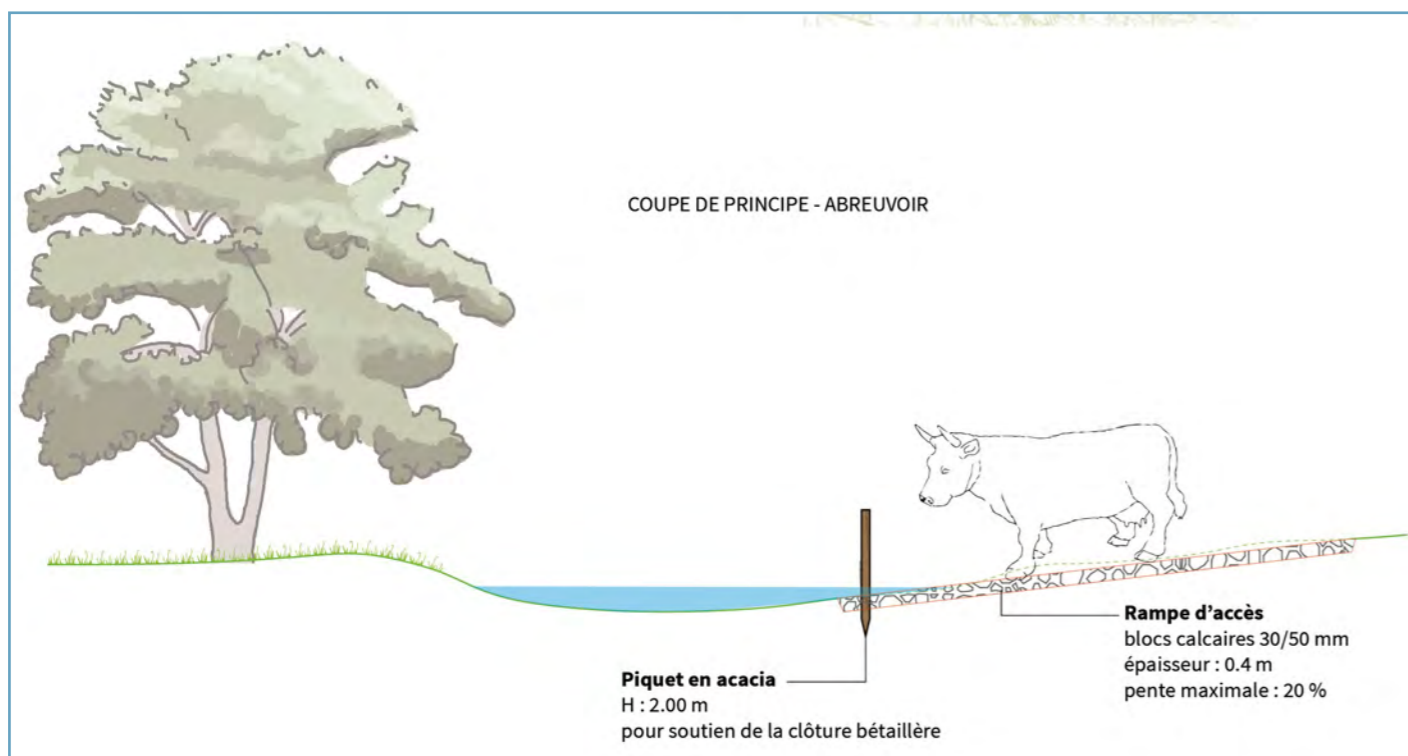 COUPE DE PRINCIPE - ABREUVOIR
Rampe d’accès
blocs calcaires 30/50 mm
épaisseur : 0.4 m
pente maximale : 20 %
Piquet en acacia
H : 2.00 m
pour soutien de la clôture bétaillère